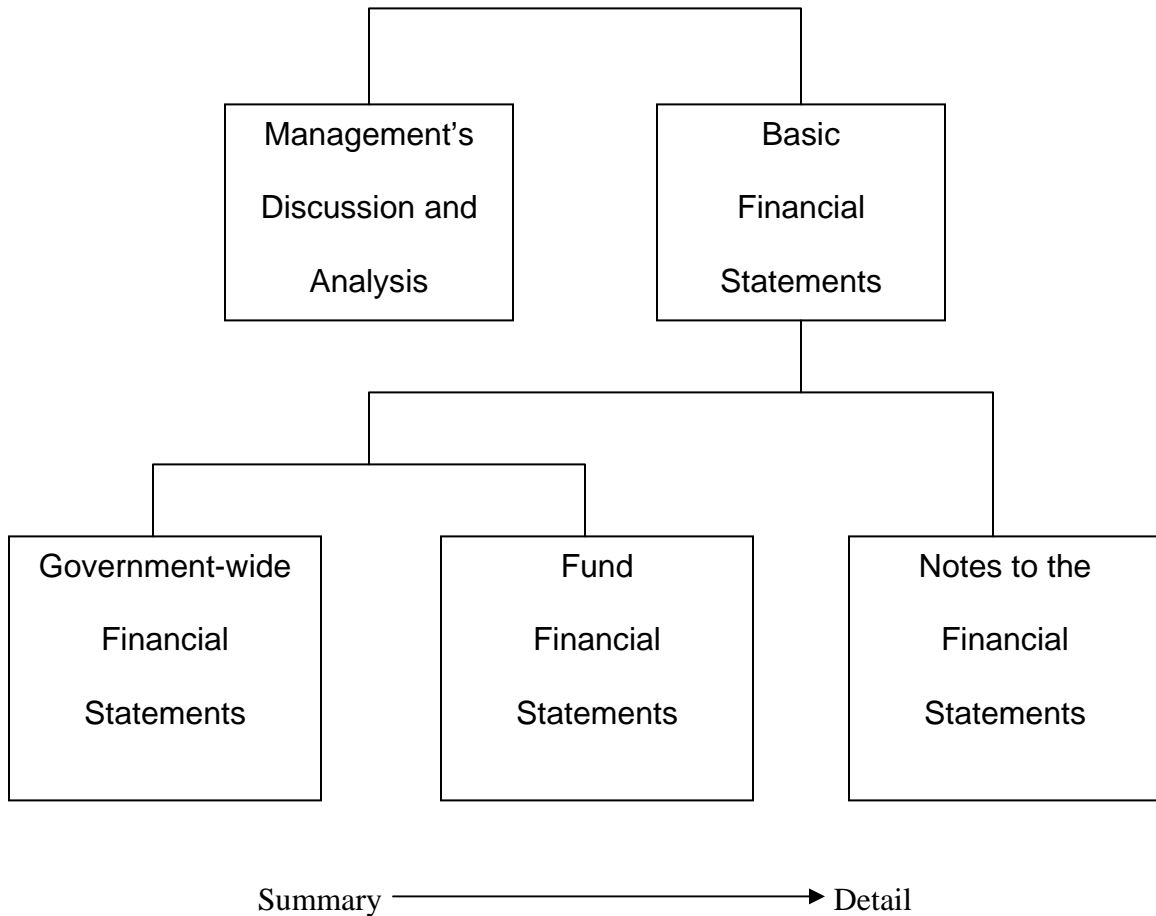 Management’s
Discussion and
Analysis
Basic
Financial
Statements
Government-wide
Financial
Statements
Fund
Financial
Statements
Notes to the
Financial
Statements
Summary Detail